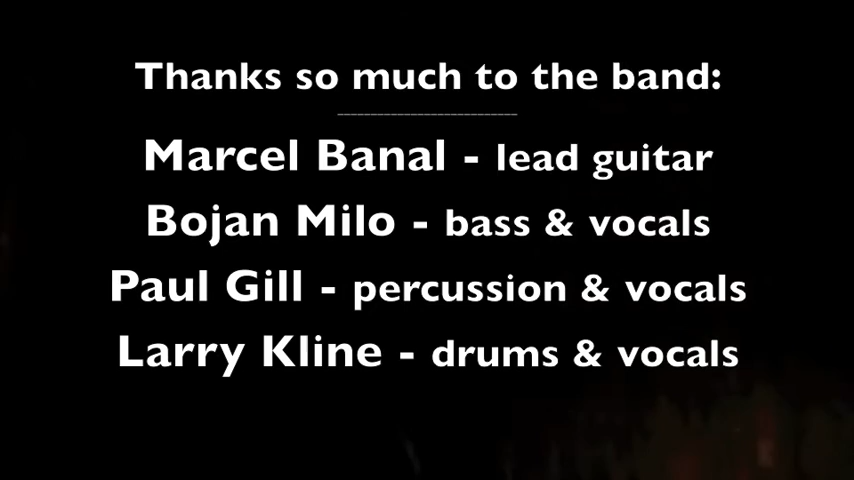 Thanks so much to the band:
---------------------------
Marcel Banal - lead guitar
Bojan Milo - bass & vocals
Paul Gill - percussion & vocals
Larry Kline - drums & vocals